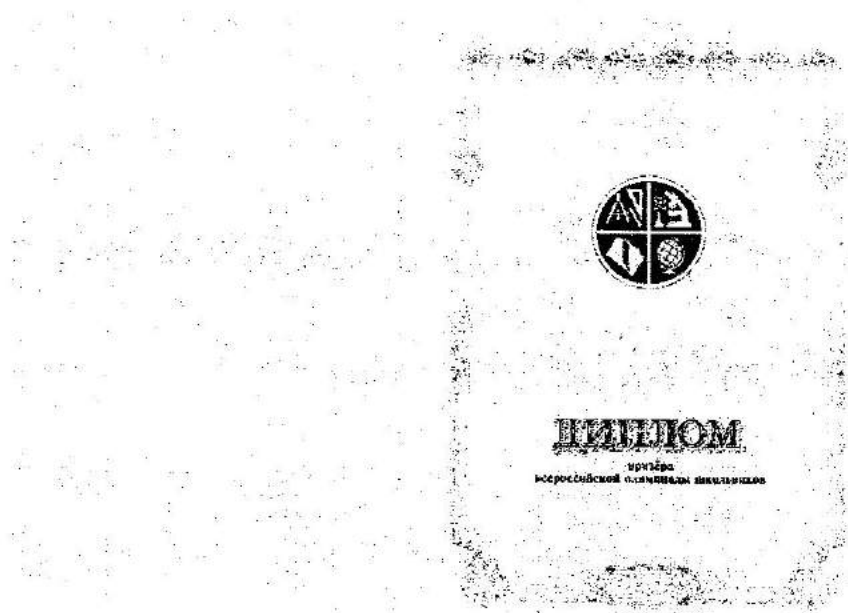 ДИПЛОМ
призёра
всероссийской олимпиады школьников